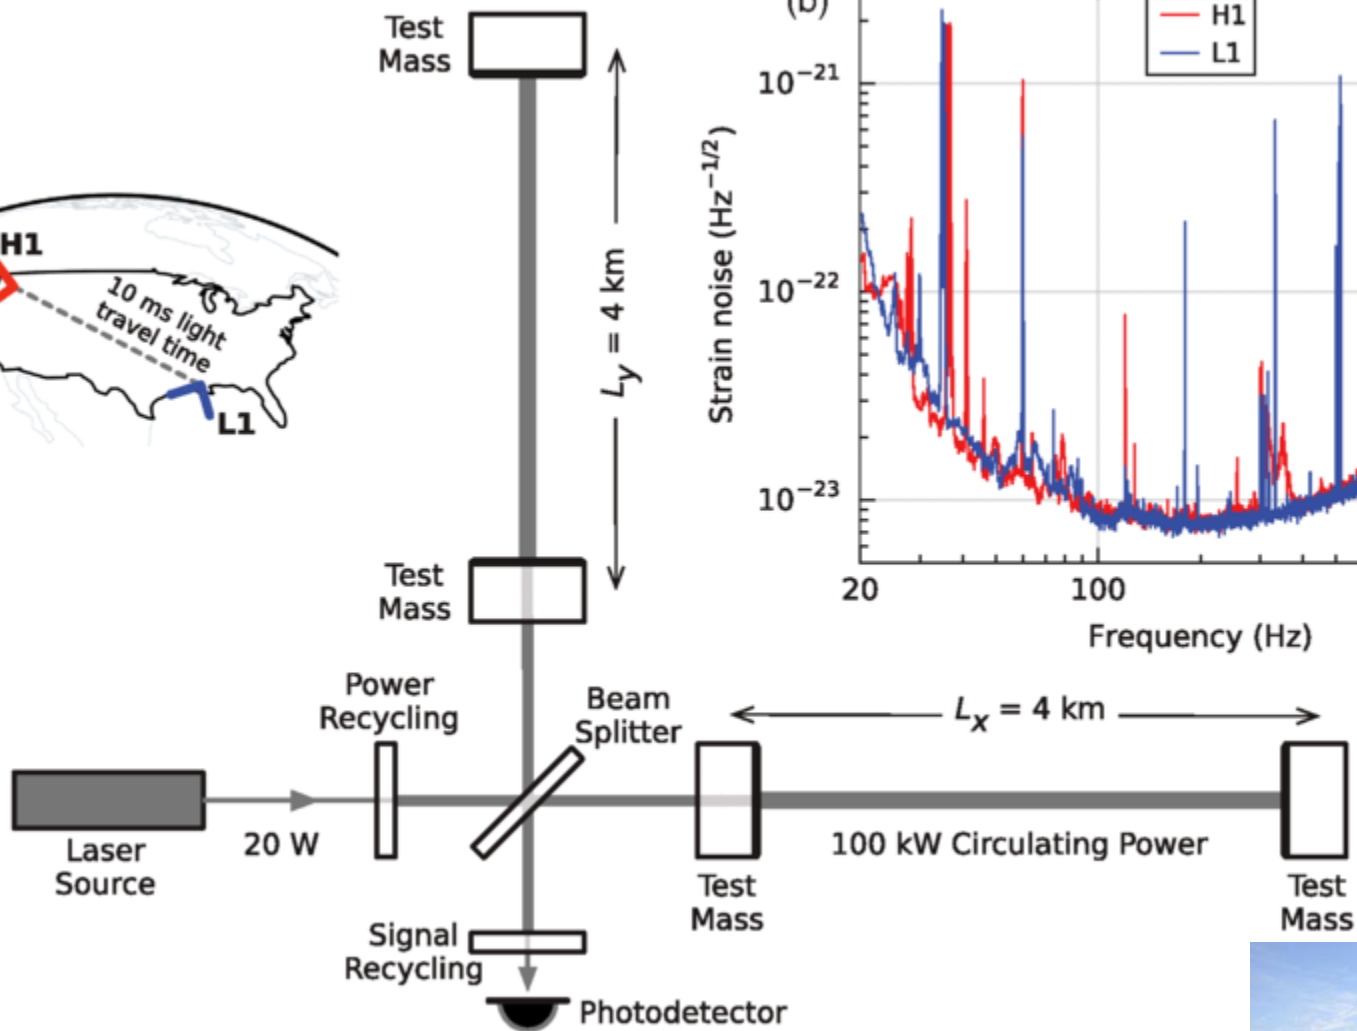 Test
Mass
(b)
H1
L1
10⁻²¹
10⁻²²
10⁻²³
Strain noise (Hz⁻¹/²)
20
100
Frequency (Hz)
H1
10 ms light
travel time
L1
Ly = 4 km
Test
Mass
Power
Recycling
Beam
Splitter
Lx = 4 km
Laser
Source
20 W
100 kW Circulating Power
Test
Mass
Test
Mass
Signal
Recycling
Photodetector